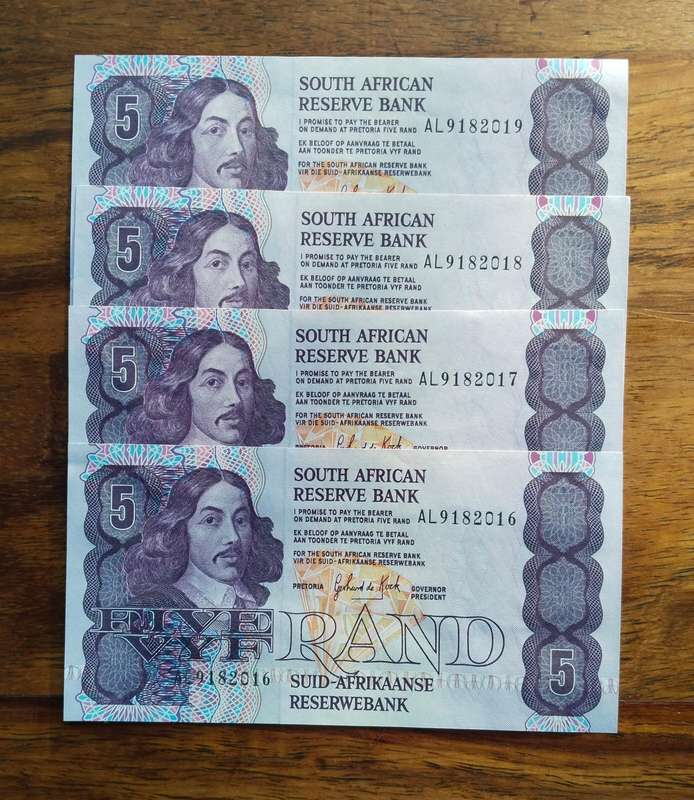 5
SOUTH AFRICAN
RESERVE BANK
I PROMISE TO PAY THE BEARER
ON DEMAND AT PRETORIA FIVE RAND AL9182019
EK BELOOF OP AANVRAAG TE BETAAL
AAN TOONDER TE PRETORIA VYF RAND
FOR THE SOUTH AFRICAN RESERVE BANK
VIR DIE SUID-AFRIKAANSE RESERWEBANK
5
SOUTH AFRICAN
RESERVE BANK
I PROMISE TO PAY THE BEARER
ON DEMAND AT PRETORIA FIVE RAND AL9182018
EK BELOOF OP AANVRAAG TE BETAAL
AAN TOONDER TE PRETORIA VYF RAND
FOR THE SOUTH AFRICAN RESERVE BANK
5
SOUTH AFRICAN
RESERVE BANK
I PROMISE TO PAY THE BEARER
ON DEMAND AT PRETORIA FIVE RAND AL9182017
EK BELOOF OP AANVRAAG TE BETAAL
AAN TOONDER TE PRETORIA VYF RAND
FOR THE SOUTH AFRICAN RESERVE BANK
VIR DIE SUID-AFRIKAANSE RESERWEBANK
PRETORIA Gerhard de Kock GOVERNOR
5
SOUTH AFRICAN
RESERVE BANK
I PROMISE TO PAY THE BEARER
ON DEMAND AT PRETORIA FIVE RAND AL9182016
EK BELOOF OP AANVRAAG TE BETAAL
AAN TOONDER TE PRETORIA VYF RAND
FOR THE SOUTH AFRICAN RESERVE BANK
VIR DIE SUID-AFRIKAANSE RESERWEBANK
PRETORIA Gerhard de Kock GOVERNOR
PRESIDENT
FIVE
VYF RAND
AL9182016
SUID-AFRIKAANSE
RESERWEBANK
5